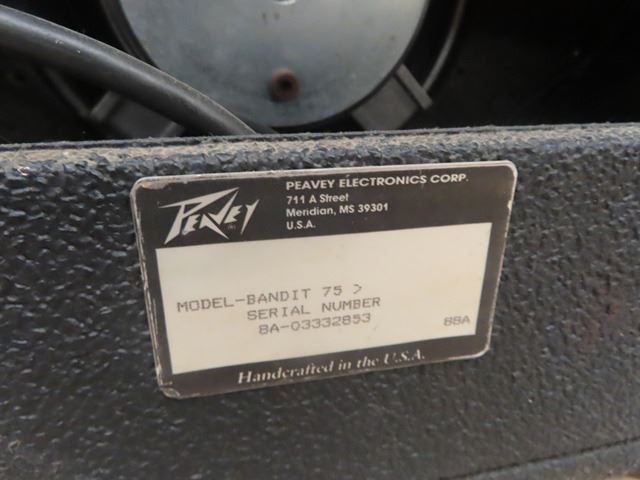 PEAVEY
PEAVEY ELECTRONICS CORP.
711 A Street
Meridian, MS 39301
U.S.A.
MODEL-BANDIT 75 >
SERIAL NUMBER
8A-03332853
88A
Handcrafted in the U.S.A.